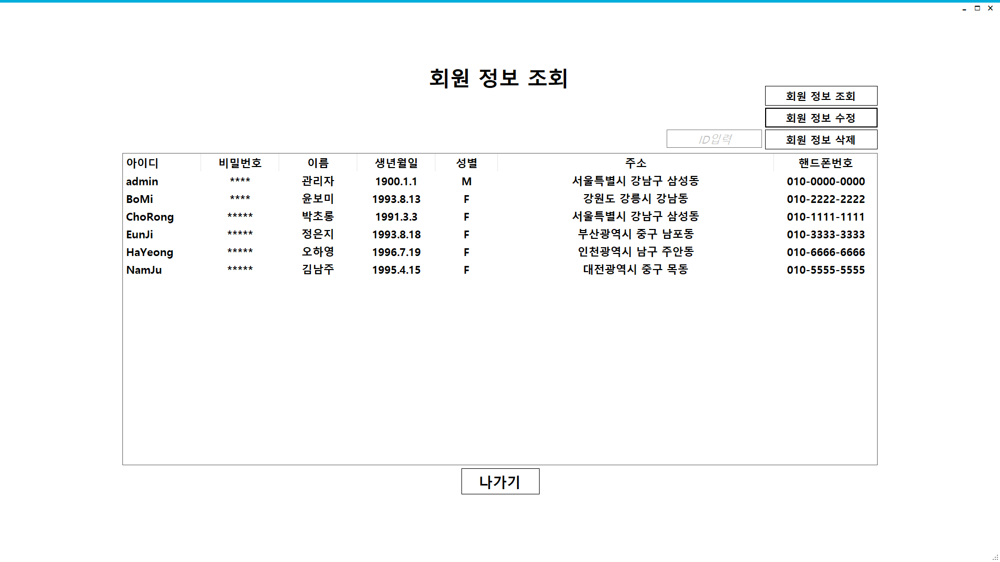 회원 정보 조회
회원 정보 조회
회원 정보 수정
ID입력 회원 정보 삭제
아이디 비밀번호 이름 생년월일 성별 주소 핸드폰번호
admin **** 관리자 1900.1.1 M 서울특별시 강남구 삼성동 010-0000-0000
BoMi **** 윤보미 1993.8.13 F 강원도 강릉시 강남동 010-2222-2222
ChoRong ***** 박초롱 1991.3.3 F 서울특별시 강남구 삼성동 010-1111-1111
EunJi ***** 정은지 1993.8.18 F 부산광역시 중구 남포동 010-3333-3333
HaYeong ***** 오하영 1996.7.19 F 인천광역시 남구 주안동 010-6666-6666
NamJu ***** 김남주 1995.4.15 F 대전광역시 중구 목동 010-5555-5555
나가기